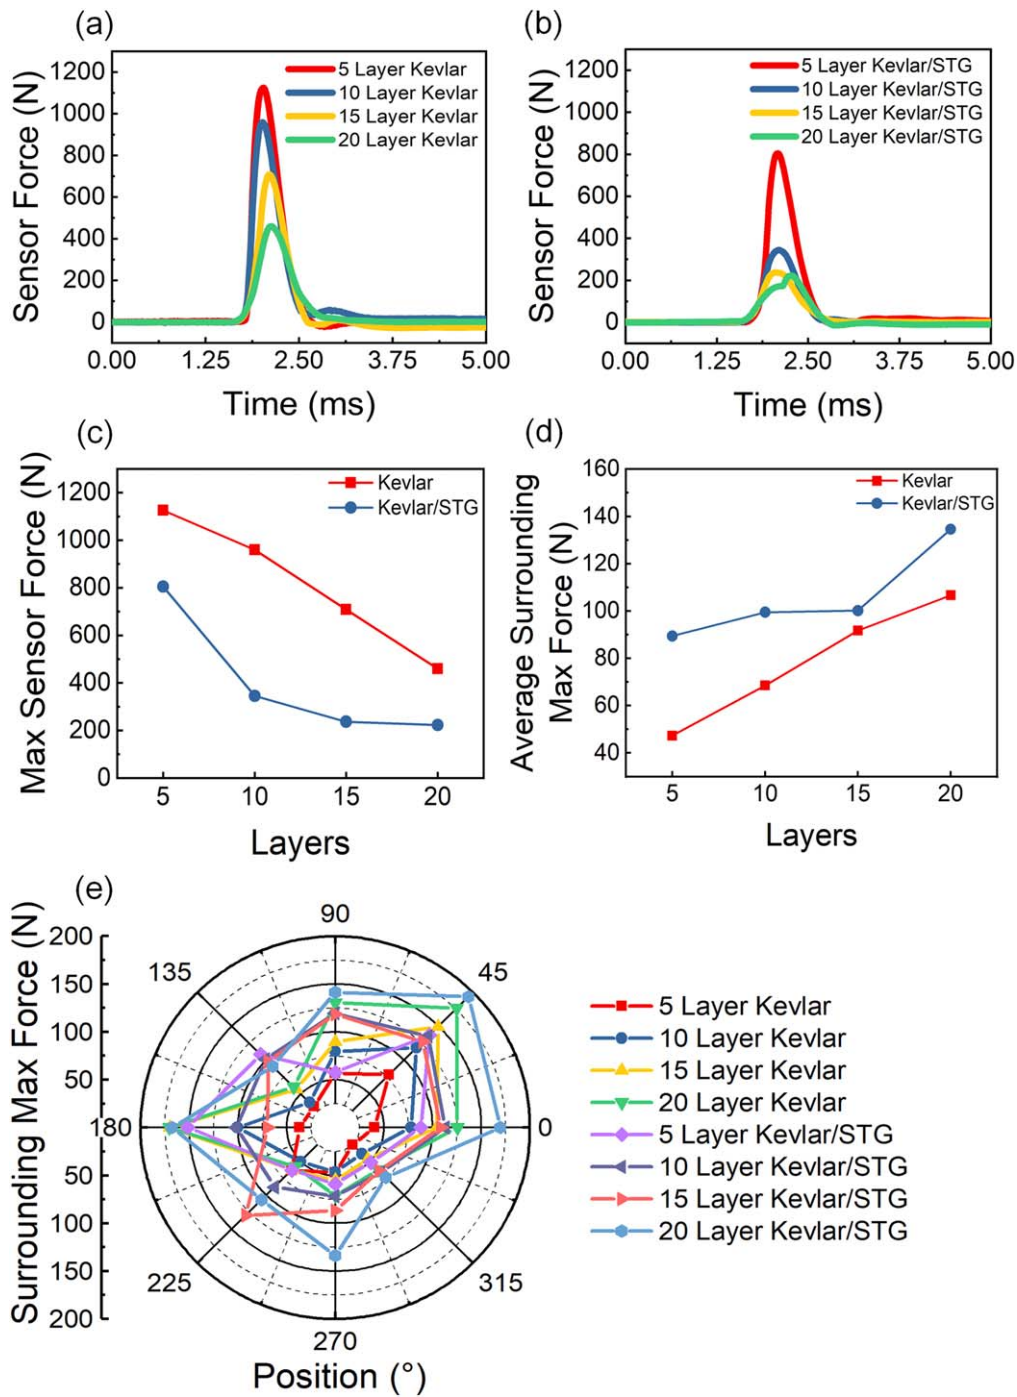 (a)
Sensor Force (N)
1200
1000
800
600
400
200
0
0.00 1.25 2.50 3.75 5.00
Time (ms)
5 Layer Kevlar
10 Layer Kevlar
15 Layer Kevlar
20 Layer Kevlar
(b)
Sensor Force (N)
1200
1000
800
600
400
200
0
0.00 1.25 2.50 3.75 5.00
Time (ms)
5 Layer Kevlar/STG
10 Layer Kevlar/STG
15 Layer Kevlar/STG
20 Layer Kevlar/STG
(c)
Max Sensor Force (N)
1200
1000
800
600
400
200
0
5 10 15 20
Layers
Kevlar
Kevlar/STG
(d)
Average Surrounding
Max Force (N)
160
140
120
100
80
60
40
5 10 15 20
Layers
Kevlar
Kevlar/STG
(e)
Surrounding Max Force (N)
200
150
100
50
180
50
100
150
200
90
135
45
0
225
315
270
Position (°)
5 Layer Kevlar
10 Layer Kevlar
15 Layer Kevlar
20 Layer Kevlar
5 Layer Kevlar/STG
10 Layer Kevlar/STG
15 Layer Kevlar/STG
20 Layer Kevlar/STG